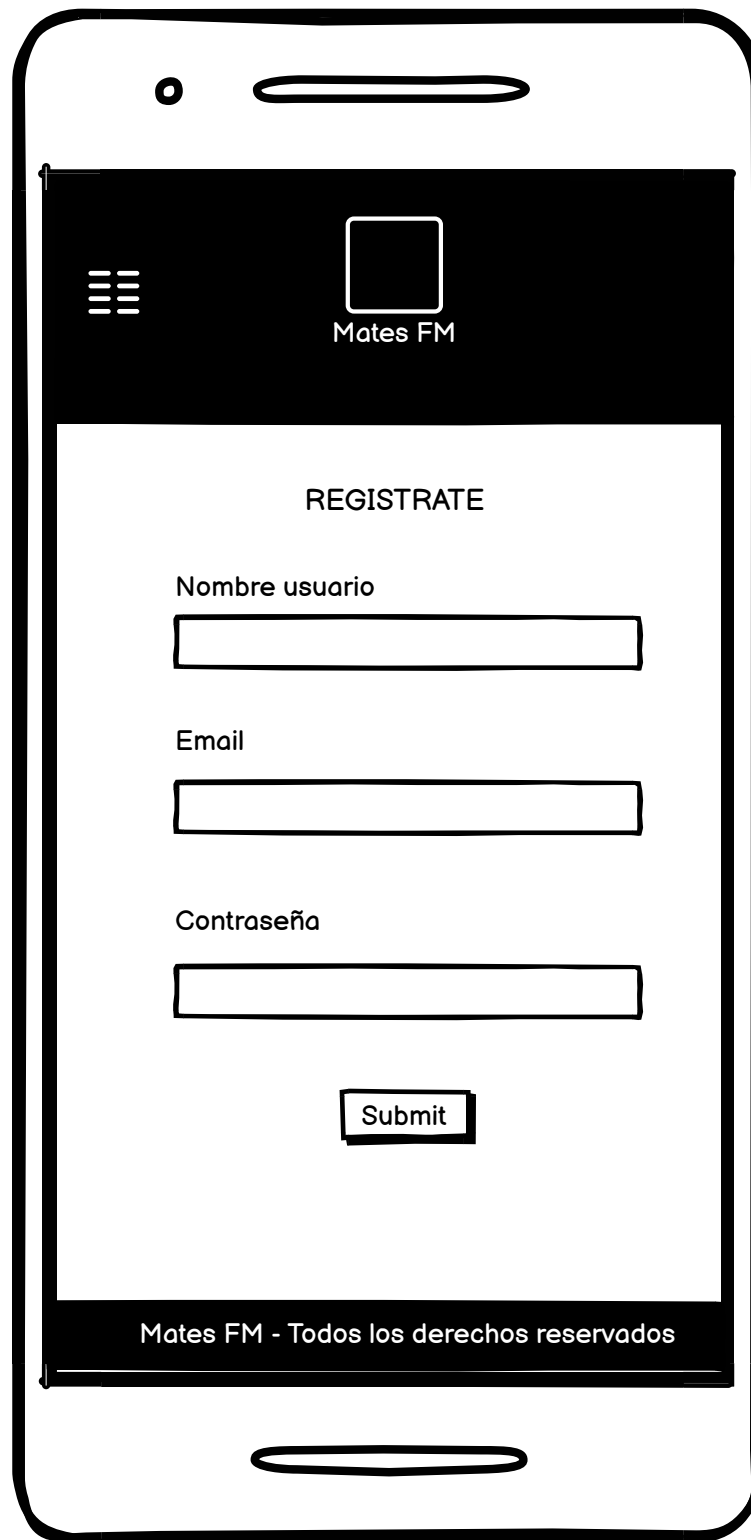 Mates FM
REGISTRATE
Nombre usuario
Email
Contraseña
Submit
Mates FM - Todos los derechos reservados